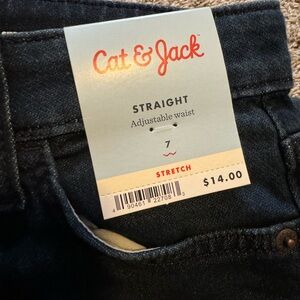 Cat & Jack
STRAIGHT
Adjustable waist
7
STRETCH
$14.00